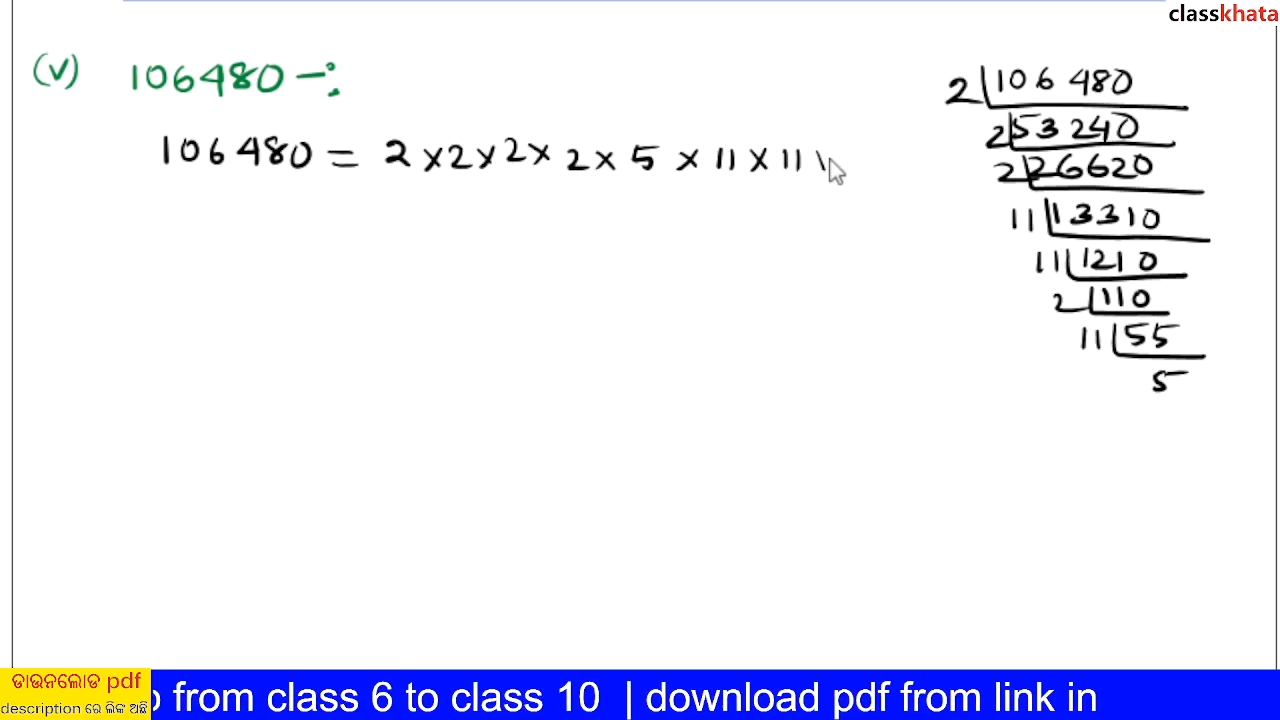 classkhata
(v) 106480 -:
106480 = 2 × 2 × 2 × 2 × 5 × 11 × 11
2 | 106480
2 | 53240
2 | 26620
11 | 13310
11 | 1210
2 | 110
11 | 55
5
ଡାଉନଲୋଡ pdf
description ରେ ଲିଙ୍କ ଅଛି
from class 6 to class 10 | download pdf from link in